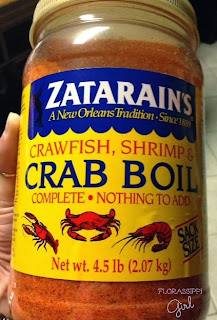 ZATARAIN'S
A New Orleans Tradition • Since 1889
CRAWFISH, SHRIMP &
CRAB BOIL
COMPLETE • NOTHING TO ADD
SACK
SIZE
Net wt. 4.5 lb (2.07 kg)
FLORASSIPPI
Girl